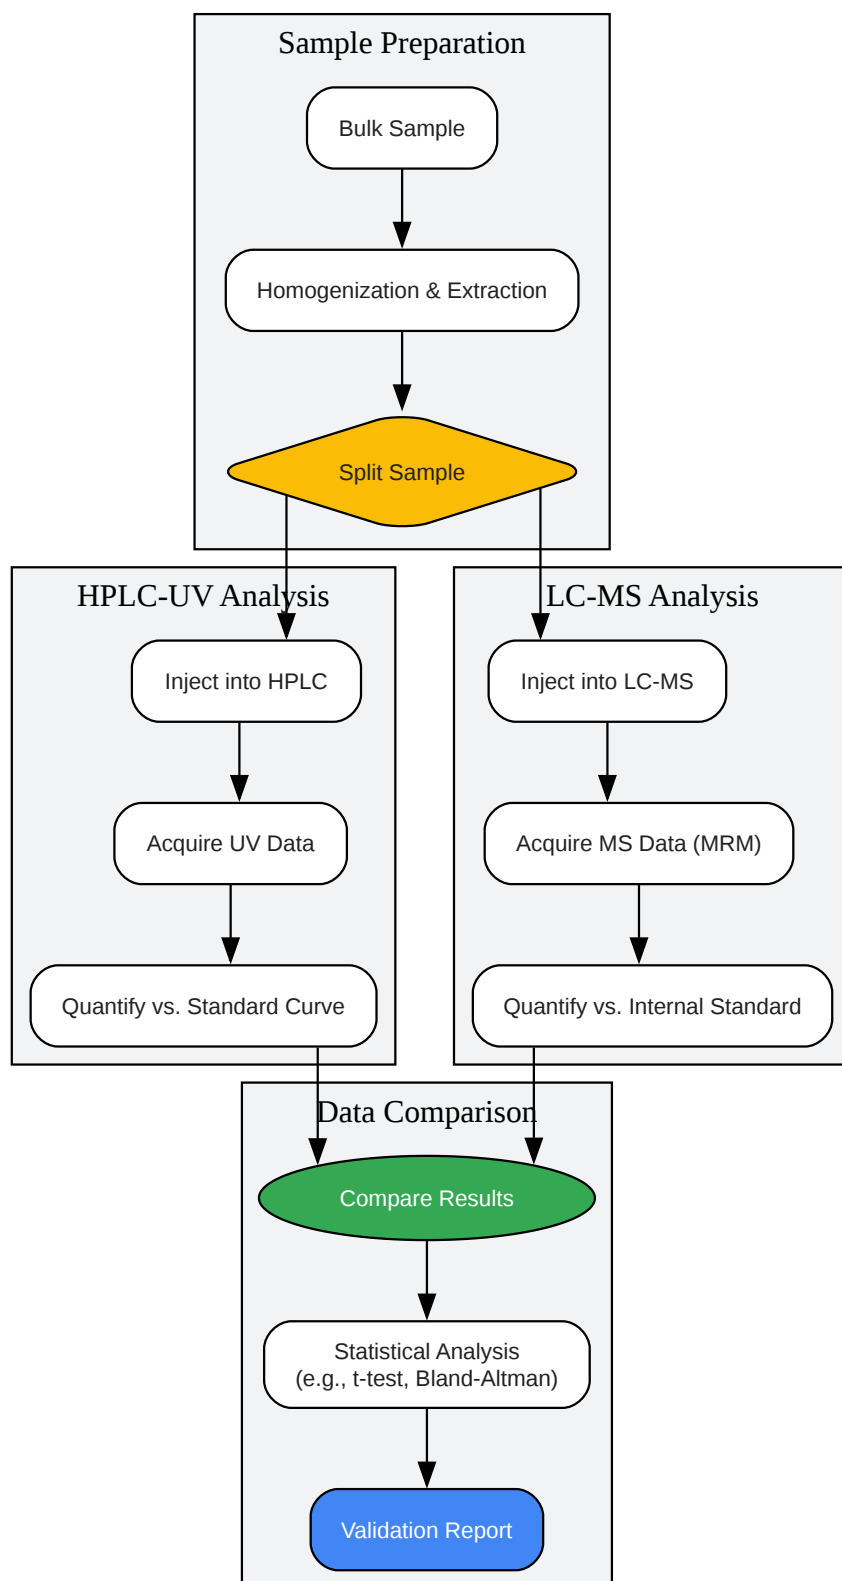 Sample Preparation
Bulk Sample
Homogenization & Extraction
Split Sample
HPLC-UV Analysis
Inject into HPLC
Acquire UV Data
Quantify vs. Standard Curve
LC-MS Analysis
Inject into LC-MS
Acquire MS Data (MRM)
Quantify vs. Internal Standard
Data Comparison
Compare Results
Statistical Analysis
(e.g., t-test, Bland-Altman)
Validation Report